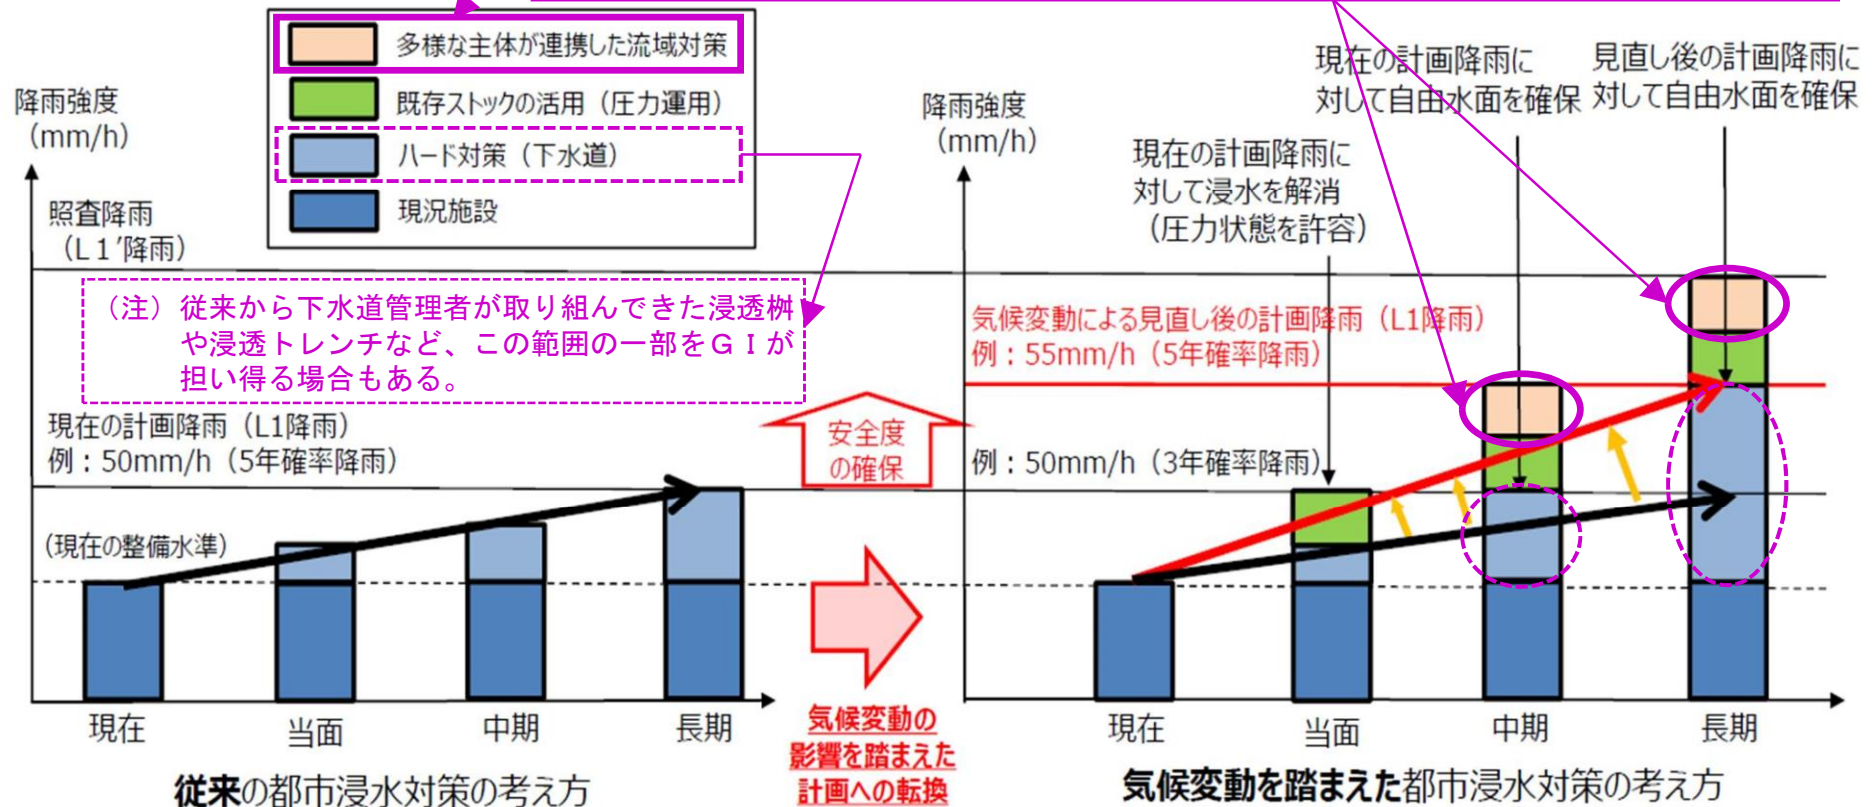 多様な主体が連携した流域対策
既存ストックの活用（圧力運用）
ハード対策（下水道）
現況施設
降雨強度
（mm/h）
照査降雨
（L１′降雨）
（注）従来から下水道管理者が取り組んできた浸透桝
や浸透トレンチなど、この範囲の一部をＧＩが
担い得る場合もある。
現在の計画降雨（L1降雨）
例：50mm/h（5年確率降雨）
（現在の整備水準）
現在
当面
中期
長期
従来の都市浸水対策の考え方
安全度
の確保
気候変動の
影響を踏まえた
計画への転換
降雨強度
（mm/h）
現在の計画降雨に
対して浸水を解消
（圧力状態を許容）
現在の計画降雨に
対して自由水面を確保
見直し後の計画降雨に
対して自由水面を確保
気候変動による見直し後の計画降雨（L1降雨）
例：55mm/h（5年確率降雨）
例：50mm/h（3年確率降雨）
現在
当面
中期
長期
気候変動を踏まえた都市浸水対策の考え方